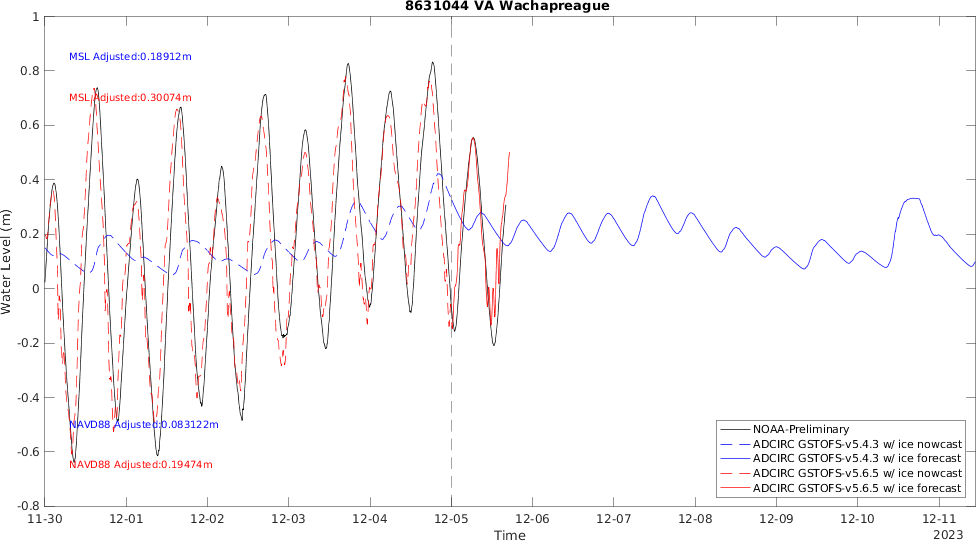 8631044 VA Wachapreague
1
0.8
0.6
0.4
0.2
0
-0.2
-0.4
-0.6
-0.8
Water Level (m)
MSL Adjusted:0.18912m
MSL Adjusted:0.30074m
NAVD88 Adjusted:0.083122m
NAVD88 Adjusted:0.19474m
NOAA-Preliminary
ADCIRC GSTOFS-v5.4.3 w/ ice nowcast
ADCIRC GSTOFS-v5.4.3 w/ ice forecast
ADCIRC GSTOFS-v5.6.5 w/ ice nowcast
ADCIRC GSTOFS-v5.6.5 w/ ice forecast
11-30 12-01 12-02 12-03 12-04 12-05 12-06 12-07 12-08 12-09 12-10 12-11
Time
2023